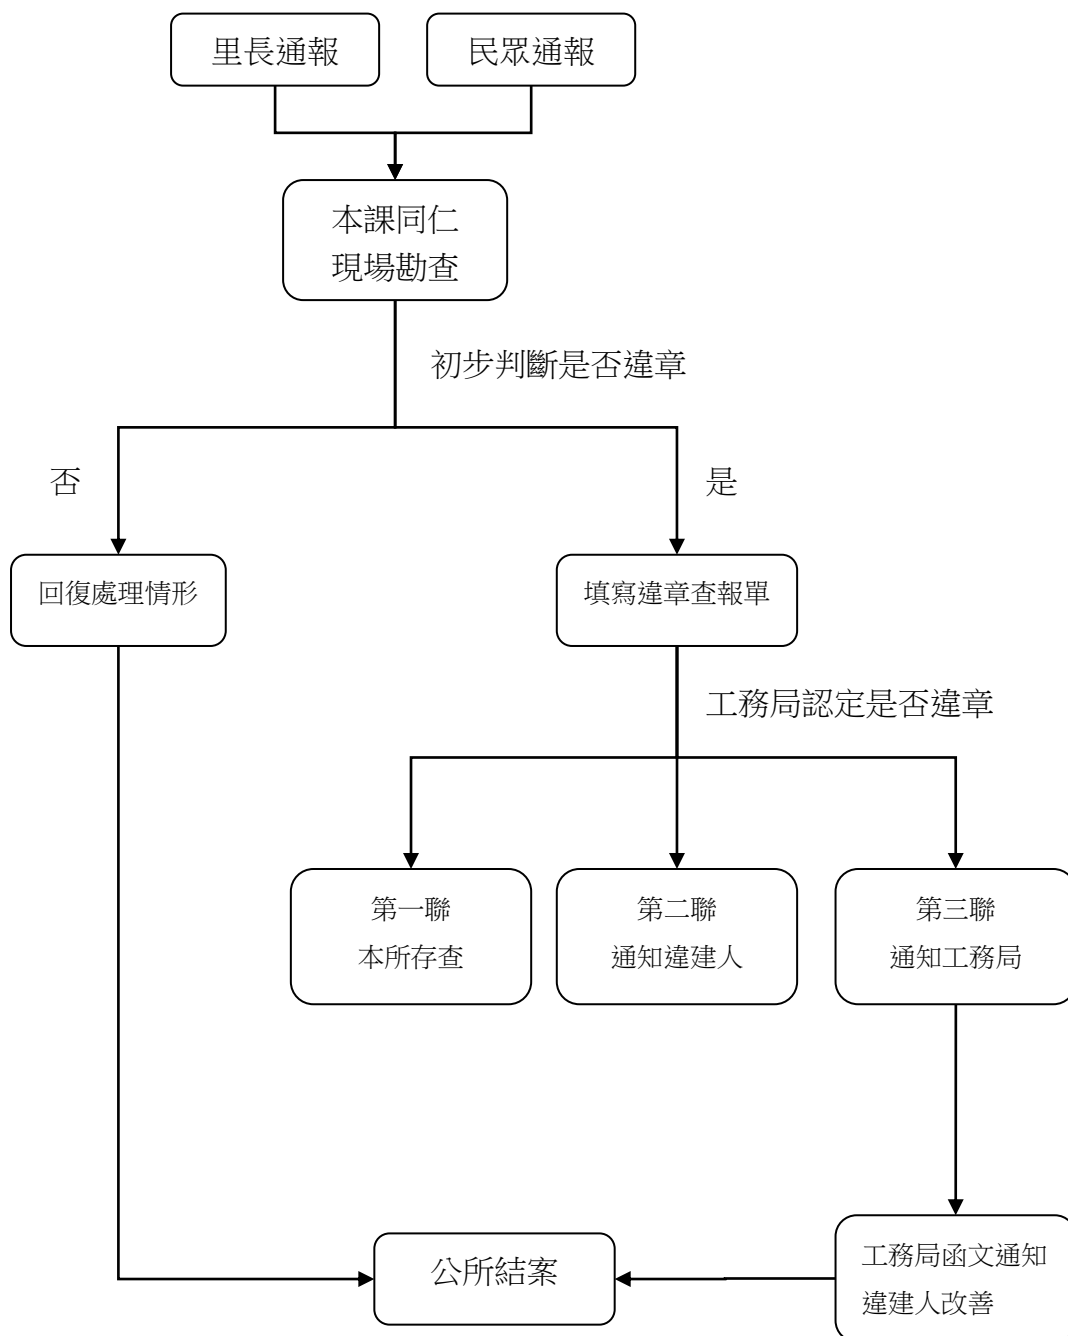 里長通報
民眾通報
本課同仁
現場勘查
初步判斷是否違章
否
是
回復處理情形
填寫違章查報單
工務局認定是否違章
第一聯
本所存查
第二聯
通知違建人
第三聯
通知工務局
公所結案
工務局函文通知
違建人改善